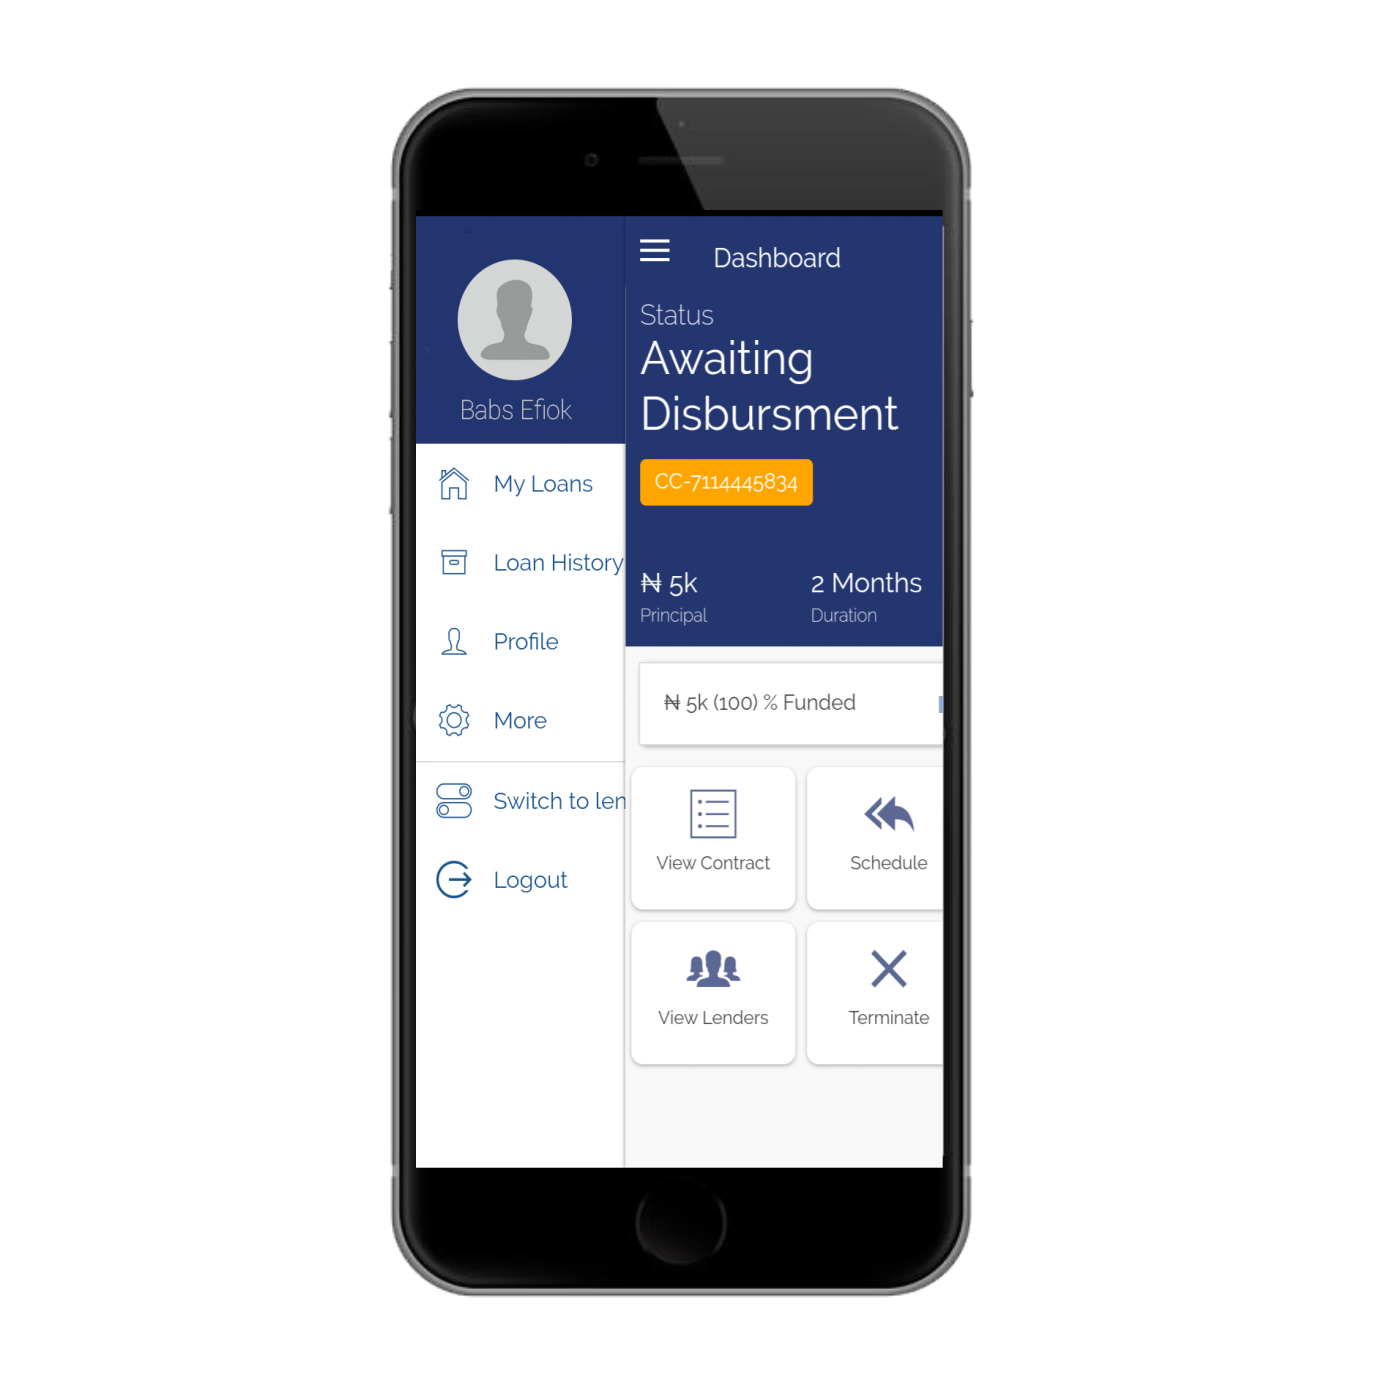 Babs Efiok
My Loans
Loan History
Profile
More
Switch to len
Logout
Dashboard
Status
Awaiting
Disbursment
CC-7114445834
₦ 5k
Principal
2 Months
Duration
₦ 5k (100) % Funded
View Contract
Schedule
View Lenders
Terminate